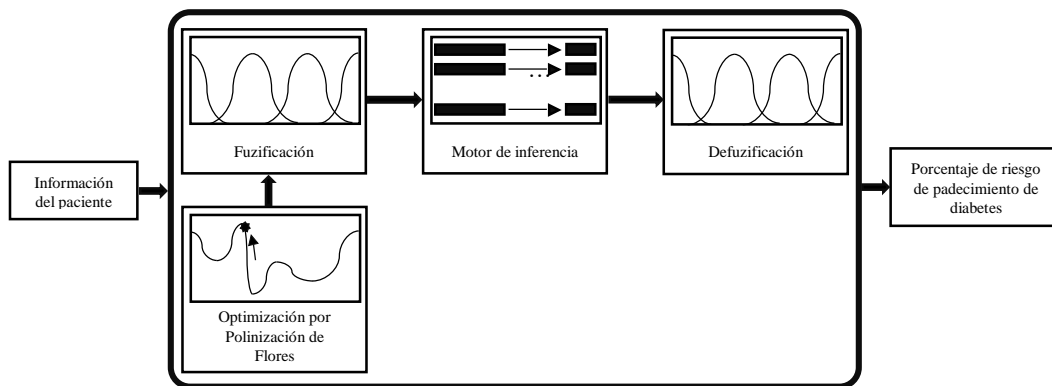 Información
del paciente
Fuzificación
Motor de inferencia
...
Defuzificación
Optimización por
Polinización de
Flores
Porcentaje de riesgo
de padecimiento de
diabetes